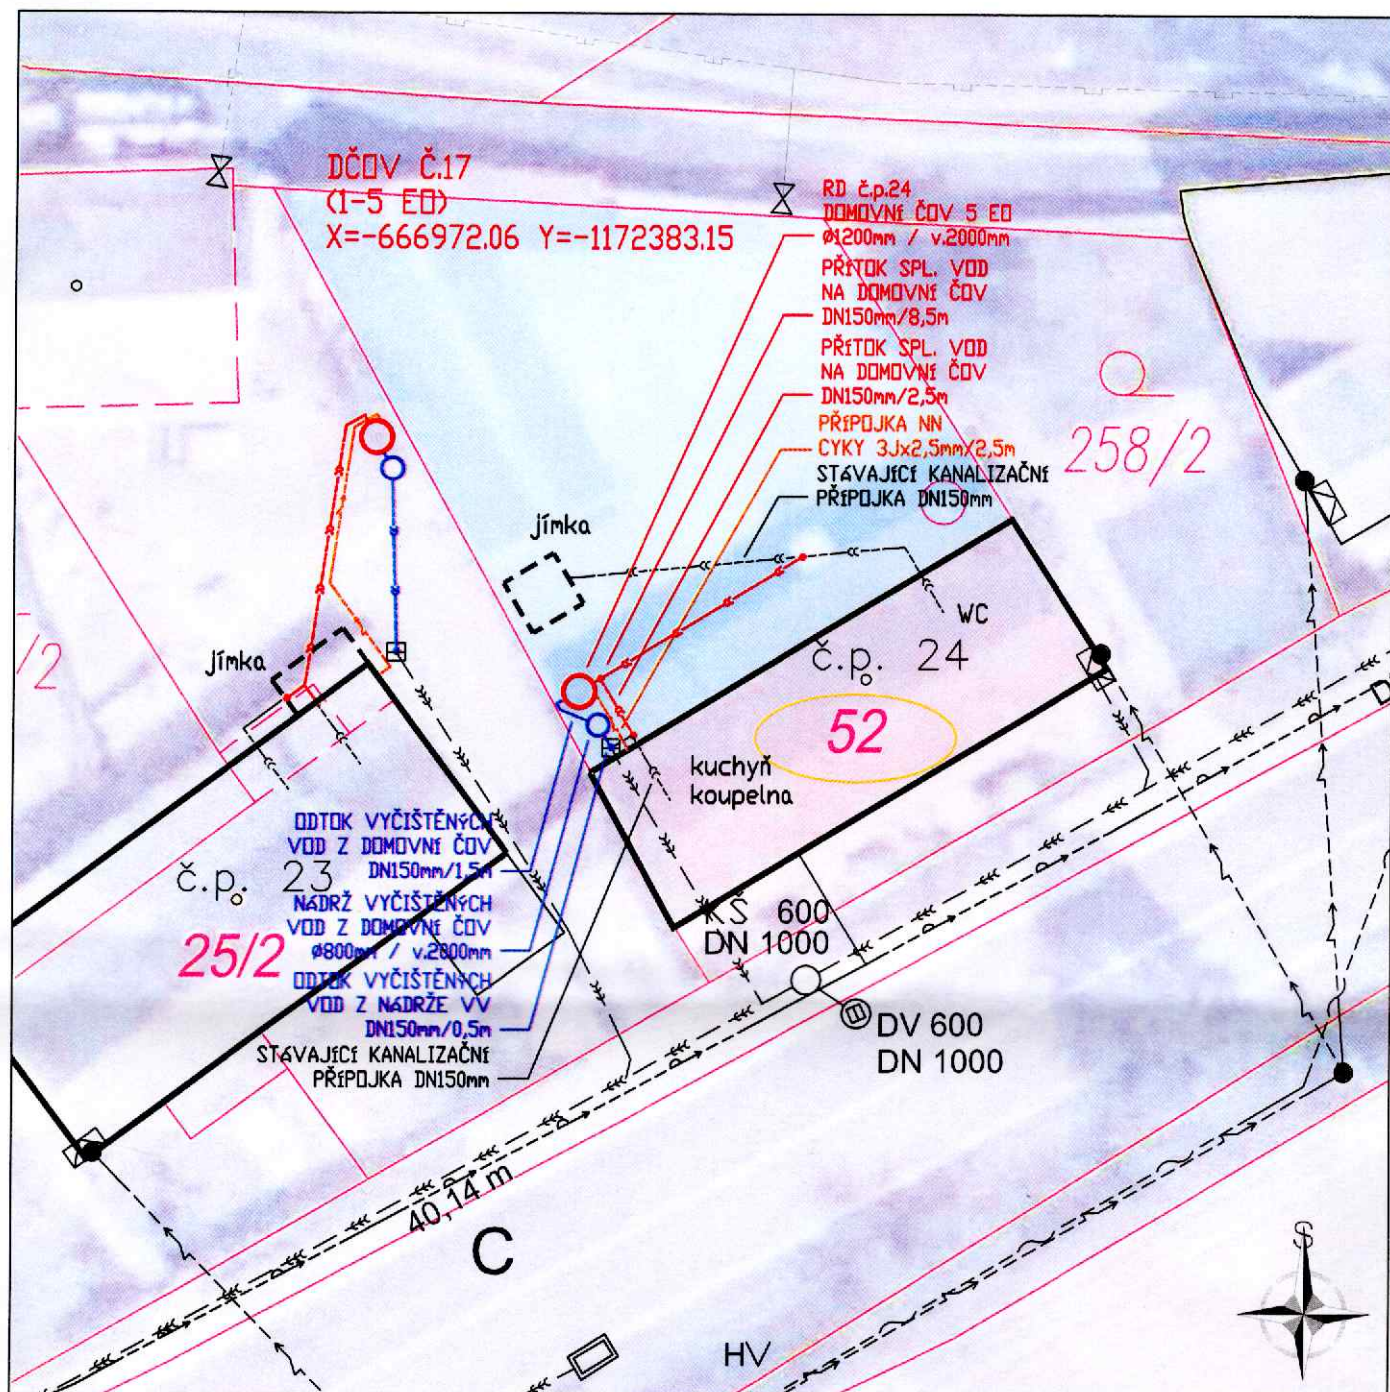 DČOV Č.17
(1-5 EO)
X=-666972.06 Y=-1172383.15
RD č.p.24
DOMOVNÍ ČOV 5 EO
ø1200mm / v.2000mm
PŘÍTOK SPL. VOD
NA DOMOVNÍ ČOV
DN150mm/8,5m
PŘÍTOK SPL. VOD
NA DOMOVNÍ ČOV
DN150mm/2,5m
PŘÍPOJKA NN
CYKY 3Jx2,5mm/2,5m
STÁVAJÍCÍ KANALIZAČNÍ
PŘÍPOJKA DN150mm
258/2
jímka
WC
č.p. 24
52
jímka
/2
kuchyň
koupelna
D
ODTOK VYČIŠTĚNÝCH
VOD Z DOMOVNÍ ČOV
DN150mm/1,5m
č.p. 23
NÁDRŽ VYČIŠTĚNÝCH
VOD Z DOMOVNÍ ČOV
ø800mm / v.2000mm
25/2
ODTOK VYČIŠTĚNÝCH
VOD Z NÁDRŽE VV
DN150mm/0,5m
STÁVAJÍCÍ KANALIZAČNÍ
PŘÍPOJKA DN150mm
KŠ 600
DN 1000
DV 600
DN 1000
40,14 m
C
HV
S